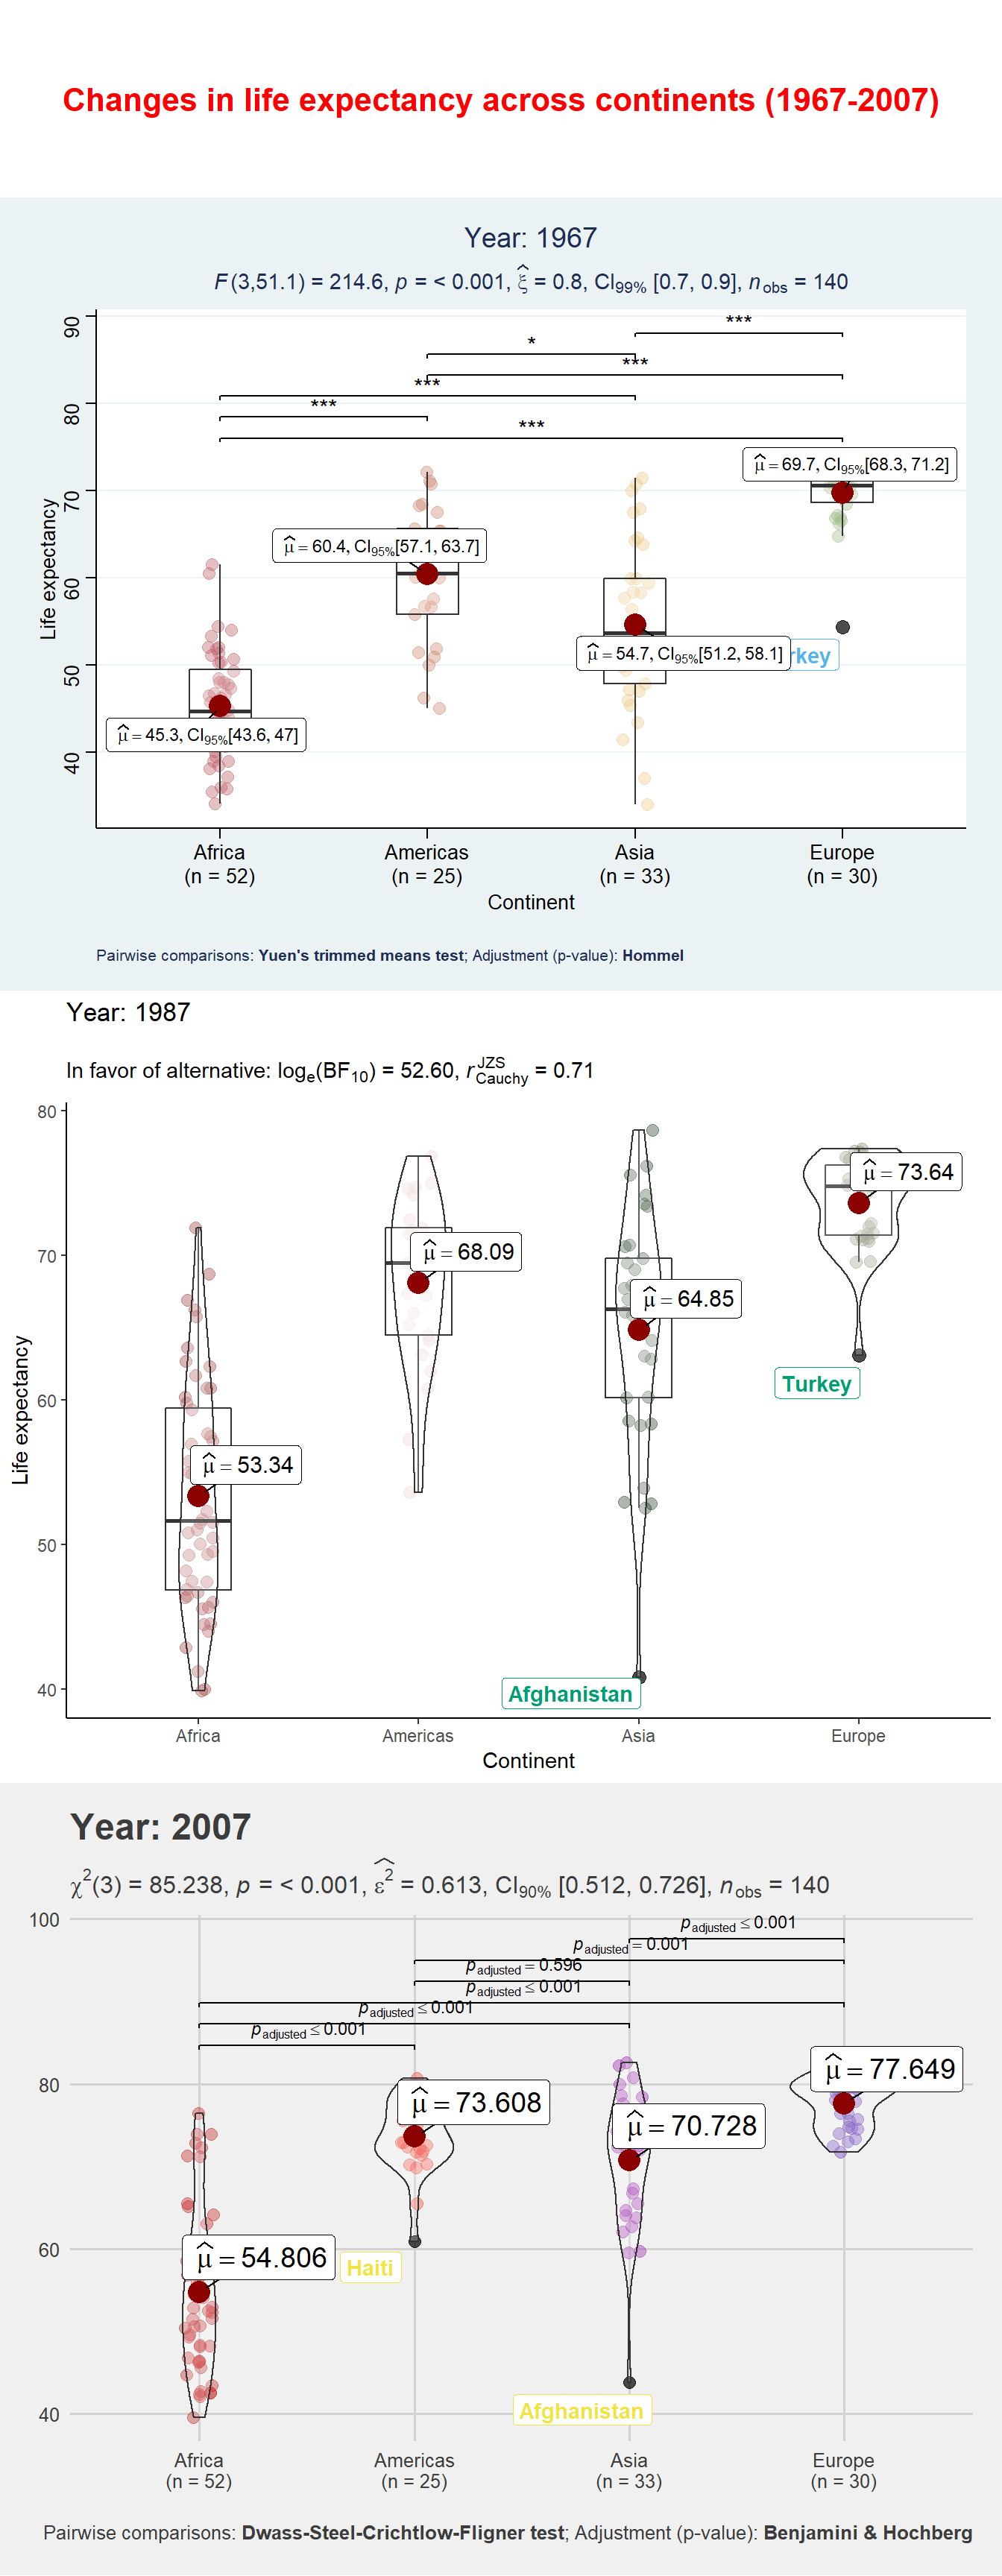 Changes in life expectancy across continents (1967-2007)
Year: 1967
F(3,51.1) = 214.6, p = < 0.001, ξ̂ = 0.8, CI99% [0.7, 0.9], nobs = 140
Life expectancy
90
80
70
60
50
40
***
*
***
***
***
***
μ̂ = 69.7, CI95%[68.3, 71.2]
μ̂ = 60.4, CI95%[57.1, 63.7]
μ̂ = 54.7, CI95%[51.2, 58.1]
rkey
μ̂ = 45.3, CI95%[43.6, 47]
Africa Americas Asia Europe
(n = 52) (n = 25) (n = 33) (n = 30)
Continent
Pairwise comparisons: Yuen's trimmed means test; Adjustment (p-value): Hommel
Year: 1987
In favor of alternative: loge(BF10) = 52.60, r JZS Cauchy = 0.71
Life expectancy
80
70
60
50
40
μ̂ = 73.64
μ̂ = 68.09
μ̂ = 64.85
Turkey
μ̂ = 53.34
Afghanistan
Africa Americas Asia Europe
Continent
Year: 2007
χ2(3) = 85.238, p = < 0.001, ε̂2 = 0.613, CI90% [0.512, 0.726], nobs = 140
100
80
60
40
padjusted ≤ 0.001
padjusted = 0.001
padjusted = 0.596
padjusted ≤ 0.001
padjusted ≤ 0.001
padjusted ≤ 0.001
μ̂ = 77.649
μ̂ = 73.608
μ̂ = 70.728
μ̂ = 54.806
Haiti
Afghanistan
Africa Americas Asia Europe
(n = 52) (n = 25) (n = 33) (n = 30)
Pairwise comparisons: Dwass-Steel-Crichtlow-Fligner test; Adjustment (p-value): Benjamini & Hochberg